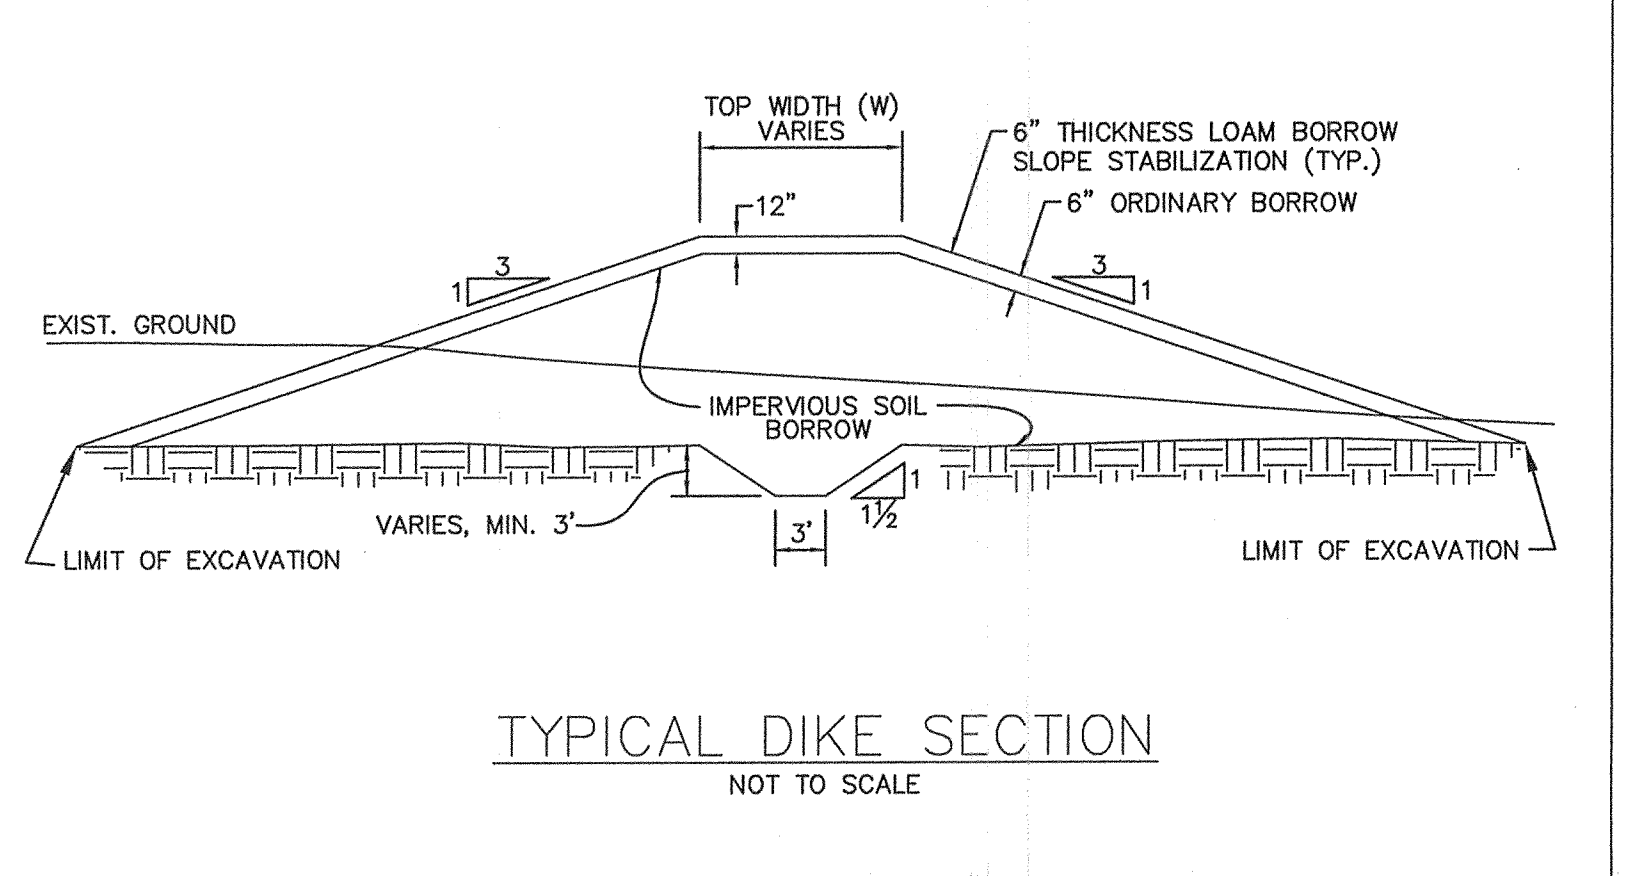 TOP WIDTH (W)
VARIES
6" THICKNESS LOAM BORROW
SLOPE STABILIZATION (TYP.)
12"
6" ORDINARY BORROW
3
1
3
1
EXIST. GROUND
IMPERVIOUS SOIL
BORROW
VARIES, MIN. 3'
3'
1
1½
LIMIT OF EXCAVATION
LIMIT OF EXCAVATION
TYPICAL DIKE SECTION
NOT TO SCALE